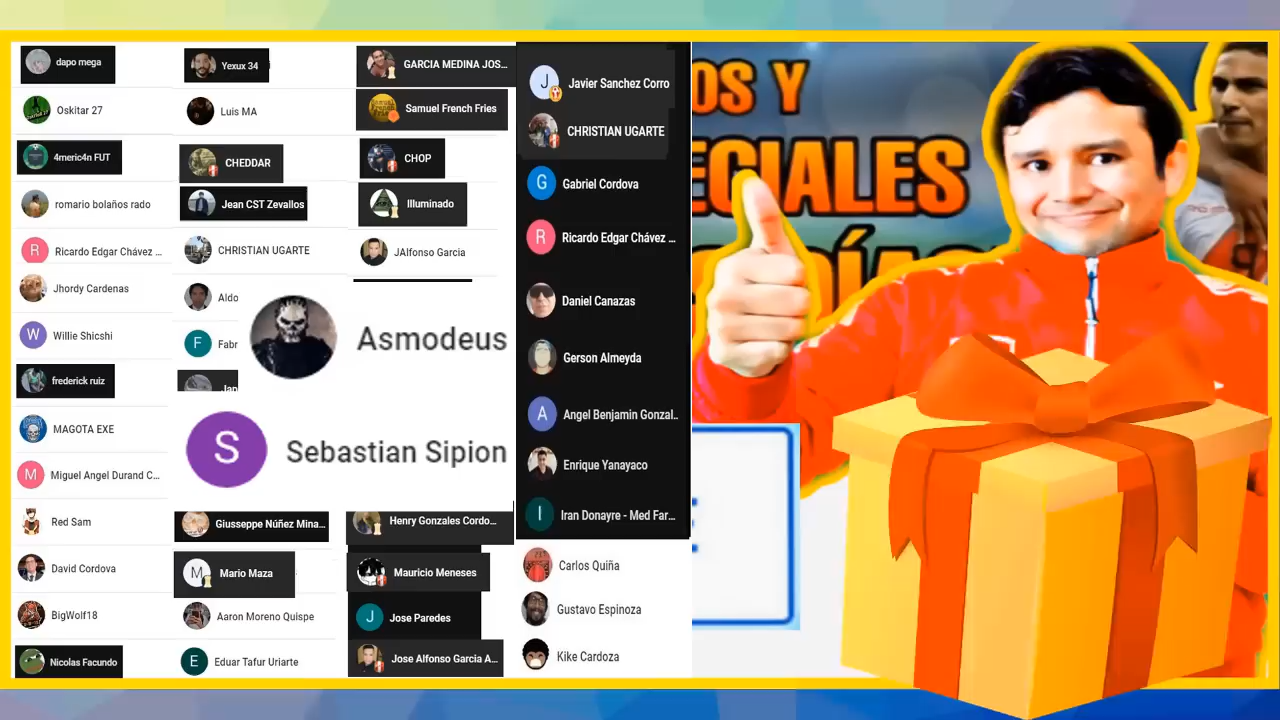 dapo mega
Oskitar 27
4meric4n FUT
romario bolaños rado
R
Ricardo Edgar Chávez ...
Jhordy Cardenas
W
Willie Shicshi
frederick ruiz
MAGOTA EXE
M
Miguel Angel Durand C...
Red Sam
David Cordova
BigWolf18
Nicolas Facundo
Yexux 34
Luis MA
CHEDDAR
Jean CST Zevallos
CHRISTIAN UGARTE
Aldo
F
Fabr
Asmodeus
S
Sebastian Sipion
Giusseppe Núñez Mina...
M
Mario Maza
Aaron Moreno Quispe
E
Eduar Tafur Uriarte
GARCIA MEDINA JOS...
Samuel French Fries
CHOP
Illuminado
JAlfonso Garcia
Henry Gonzales Cordo...
Mauricio Meneses
J
Jose Paredes
Jose Alfonso Garcia A...
J
Javier Sanchez Corro
CHRISTIAN UGARTE
G
Gabriel Cordova
R
Ricardo Edgar Chávez ...
Daniel Canazas
Gerson Almeyda
A
Angel Benjamin Gonzal..
Enrique Yanayaco
I
Iran Donayre - Med Far...
Carlos Quiña
Gustavo Espinoza
Kike Cardoza
OS Y
ECIALES